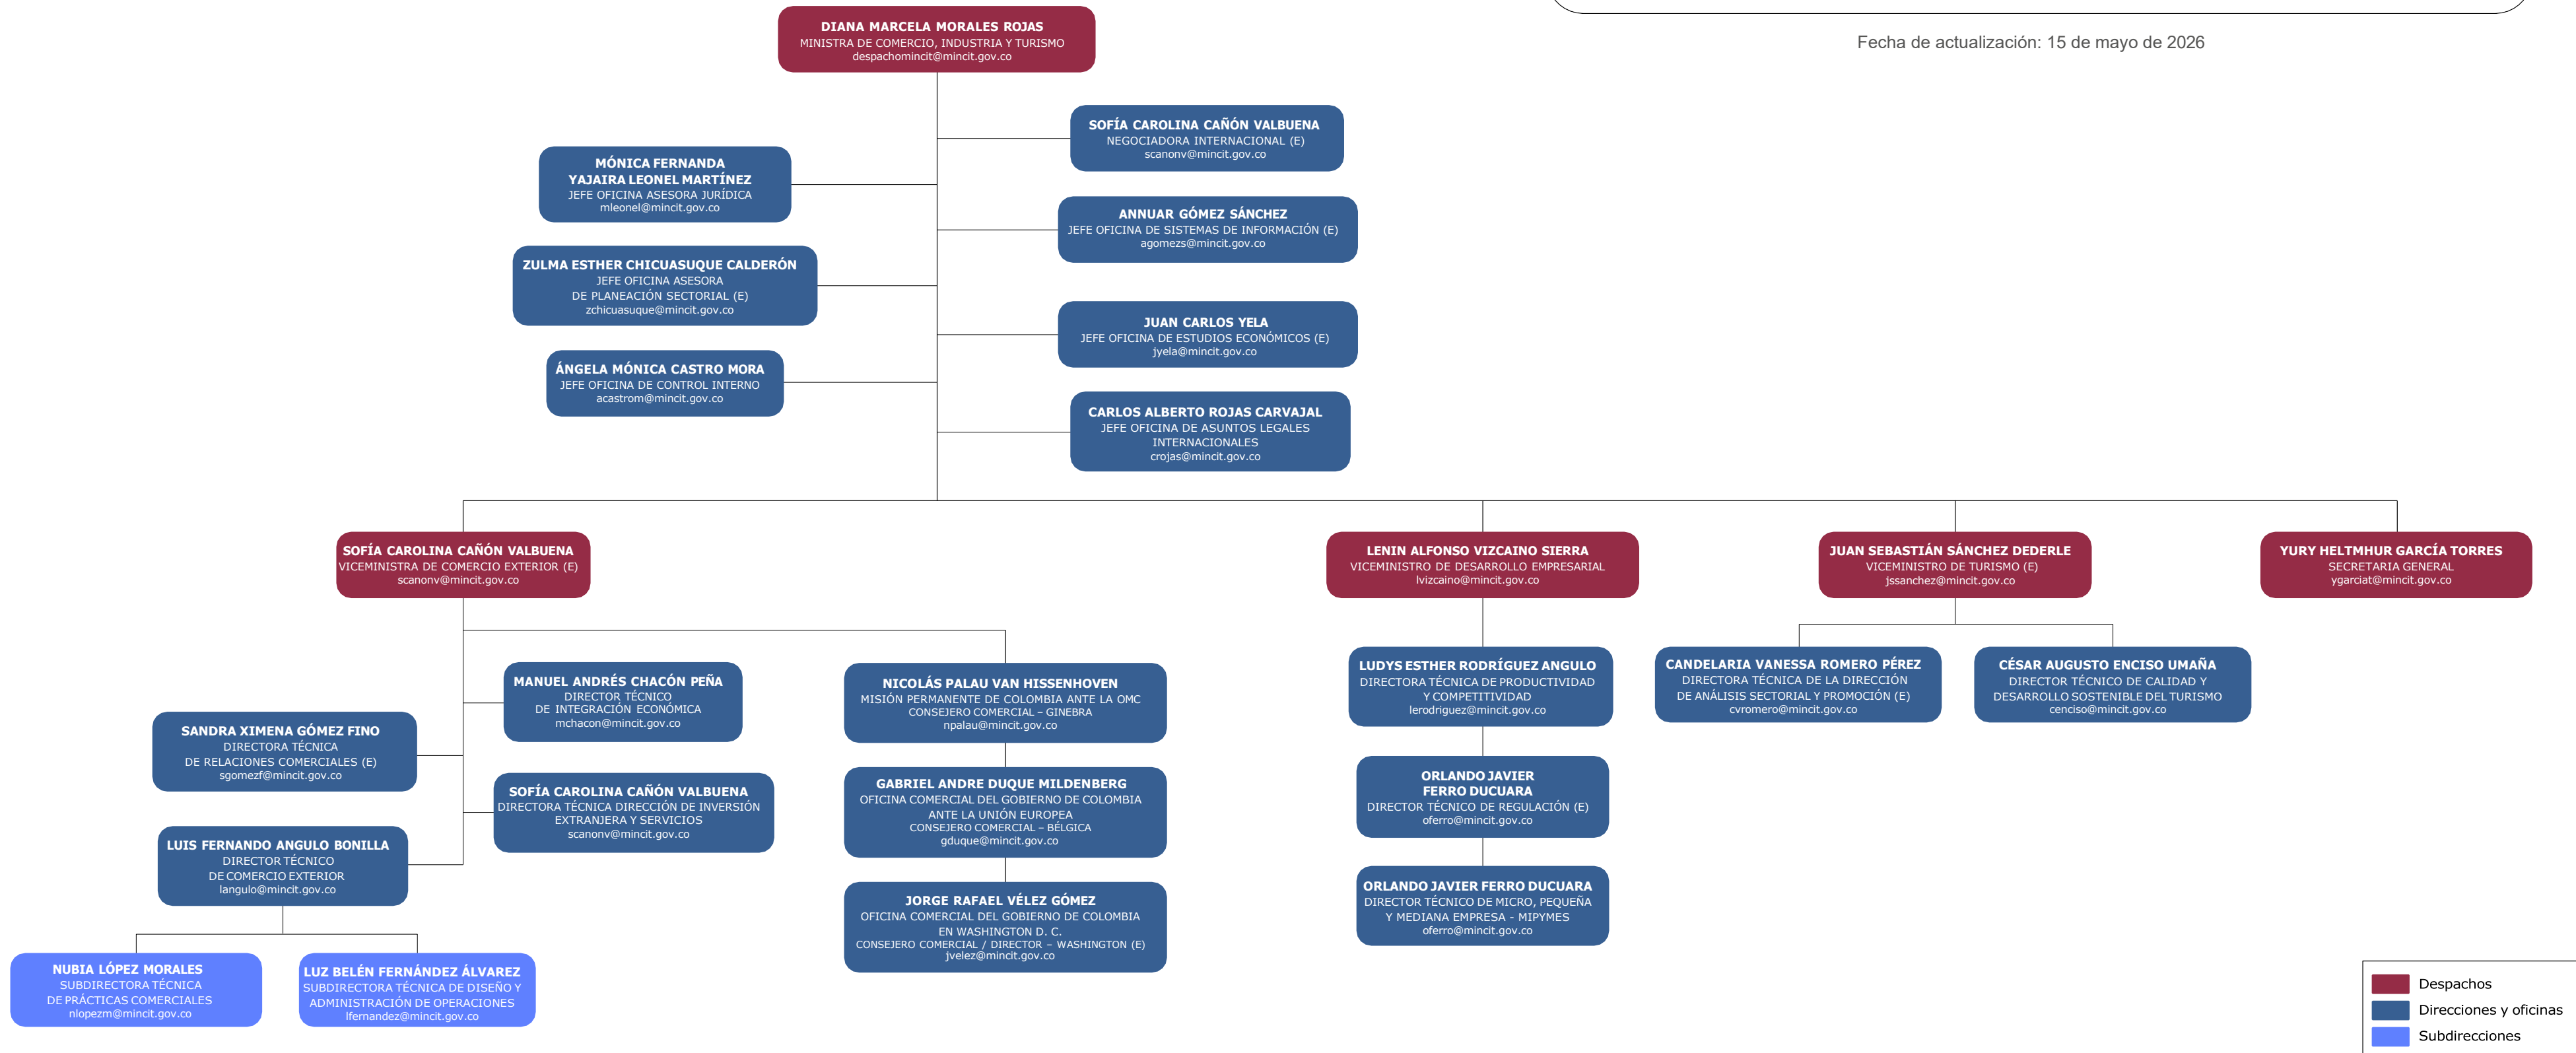 DIANA MARCELA MORALES ROJAS
MINISTRA DE COMERCIO, INDUSTRIA Y TURISMO
despachomincit@mincit.gov.co
Fecha de actualización: 15 de mayo de 2026
SOFÍA CAROLINA CAÑÓN VALBUENA
NEGOCIADORA INTERNACIONAL (E)
scanonv@mincit.gov.co
MÓNICA FERNANDA
YAJAIRA LEONEL MARTÍNEZ
JEFE OFICINA ASESORA JURÍDICA
mleonel@mincit.gov.co
ANNUAR GÓMEZ SÁNCHEZ
JEFE OFICINA DE SISTEMAS DE INFORMACIÓN (E)
agomezs@mincit.gov.co
ZULMA ESTHER CHICUASUQUE CALDERÓN
JEFE OFICINA ASESORA
DE PLANEACIÓN SECTORIAL (E)
zchicuasuque@mincit.gov.co
JUAN CARLOS YELA
JEFE OFICINA DE ESTUDIOS ECONÓMICOS (E)
jyela@mincit.gov.co
ÁNGELA MÓNICA CASTRO MORA
JEFE OFICINA DE CONTROL INTERNO
acastrom@mincit.gov.co
CARLOS ALBERTO ROJAS CARVAJAL
JEFE OFICINA DE ASUNTOS LEGALES
INTERNACIONALES
crojas@mincit.gov.co
SOFÍA CAROLINA CAÑÓN VALBUENA
VICEMINISTRA DE COMERCIO EXTERIOR (E)
scanonv@mincit.gov.co
LENIN ALFONSO VIZCAINO SIERRA
VICEMINISTRO DE DESARROLLO EMPRESARIAL
lvizcaino@mincit.gov.co
JUAN SEBASTIÁN SÁNCHEZ DEDERLE
VICEMINISTRO DE TURISMO (E)
jssanchez@mincit.gov.co
YURY HELTMHUR GARCÍA TORRES
SECRETARIA GENERAL
ygarciat@mincit.gov.co
MANUEL ANDRÉS CHACÓN PEÑA
DIRECTOR TÉCNICO
DE INTEGRACIÓN ECONÓMICA
mchacon@mincit.gov.co
NICOLÁS PALAU VAN HISSENHOVEN
MISIÓN PERMANENTE DE COLOMBIA ANTE LA OMC
CONSEJERO COMERCIAL – GINEBRA
npalau@mincit.gov.co
LUDYS ESTHER RODRÍGUEZ ANGULO
DIRECTORA TÉCNICA DE PRODUCTIVIDAD
Y COMPETITIVIDAD
lerodriguez@mincit.gov.co
CANDELARIA VANESSA ROMERO PÉREZ
DIRECTORA TÉCNICA DE LA DIRECCIÓN
DE ANÁLISIS SECTORIAL Y PROMOCIÓN (E)
cvromero@mincit.gov.co
CÉSAR AUGUSTO ENCISO UMAÑA
DIRECTOR TÉCNICO DE CALIDAD Y
DESARROLLO SOSTENIBLE DEL TURISMO
cenciso@mincit.gov.co
SANDRA XIMENA GÓMEZ FINO
DIRECTORA TÉCNICA
DE RELACIONES COMERCIALES (E)
sgomezf@mincit.gov.co
SOFÍA CAROLINA CAÑÓN VALBUENA
DIRECTORA TÉCNICA DIRECCIÓN DE INVERSIÓN
EXTRANJERA Y SERVICIOS
scanonv@mincit.gov.co
GABRIEL ANDRE DUQUE MILDENBERG
OFICINA COMERCIAL DEL GOBIERNO DE COLOMBIA
ANTE LA UNIÓN EUROPEA
CONSEJERO COMERCIAL – BÉLGICA
gduque@mincit.gov.co
ORLANDO JAVIER
FERRO DUCUARA
DIRECTOR TÉCNICO DE REGULACIÓN (E)
oferro@mincit.gov.co
LUIS FERNANDO ANGULO BONILLA
DIRECTOR TÉCNICO
DE COMERCIO EXTERIOR
langulo@mincit.gov.co
JORGE RAFAEL VÉLEZ GÓMEZ
OFICINA COMERCIAL DEL GOBIERNO DE COLOMBIA
EN WASHINGTON D. C.
CONSEJERO COMERCIAL / DIRECTOR – WASHINGTON (E)
jvelez@mincit.gov.co
ORLANDO JAVIER FERRO DUCUARA
DIRECTOR TÉCNICO DE MICRO, PEQUEÑA
Y MEDIANA EMPRESA - MIPYMES
oferro@mincit.gov.co
NUBIA LÓPEZ MORALES
SUBDIRECTORA TÉCNICA
DE PRÁCTICAS COMERCIALES
nlopezm@mincit.gov.co
LUZ BELÉN FERNÁNDEZ ÁLVAREZ
SUBDIRECTORA TÉCNICA DE DISEÑO Y
ADMINISTRACIÓN DE OPERACIONES
lfernandez@mincit.gov.co
Despachos
Direcciones y oficinas
Subdirecciones